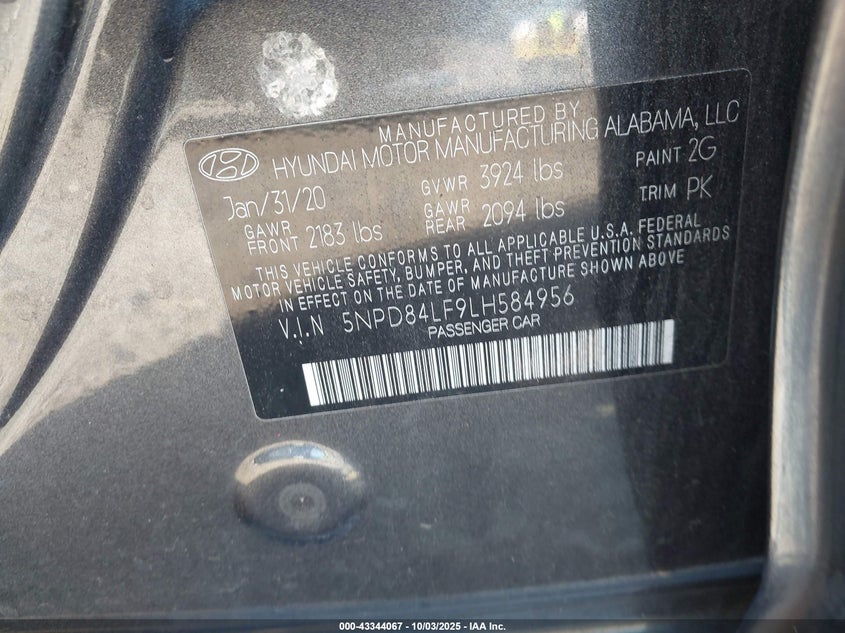 MANUFACTURED BY
HYUNDAI MOTOR MANUFACTURING ALABAMA, LLC
Jan/31/20 GVWR 3924 lbs PAINT 2G
GAWR FRONT 2183 lbs GAWR REAR 2094 lbs TRIM PK
THIS VEHICLE CONFORMS TO ALL APPLICABLE U.S.A. FEDERAL
MOTOR VEHICLE SAFETY, BUMPER, AND THEFT PREVENTION STANDARDS
IN EFFECT ON THE DATE OF MANUFACTURE SHOWN ABOVE
V.I.N 5NPD84LF9LH584956
PASSENGER CAR
000-43344067 - 10/03/2025 - IAA Inc.